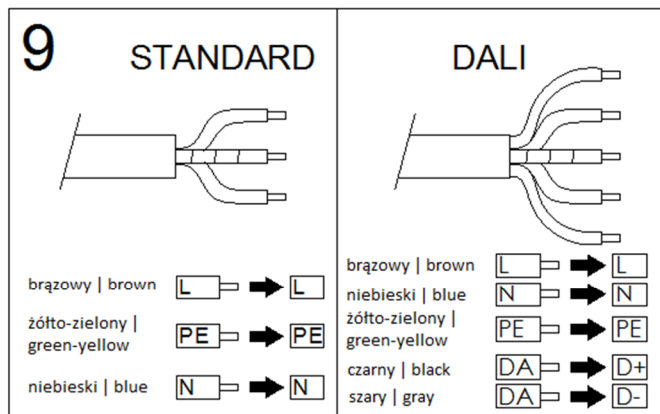 9 STANDARD
brązowy | brown L L
żółto-zielony |
green-yellow PE PE
niebieski | blue N N
DALI
brązowy | brown L L
niebieski | blue N N
żółto-zielony |
green-yellow PE PE
czarny | black DA D+
szary | gray DA D-